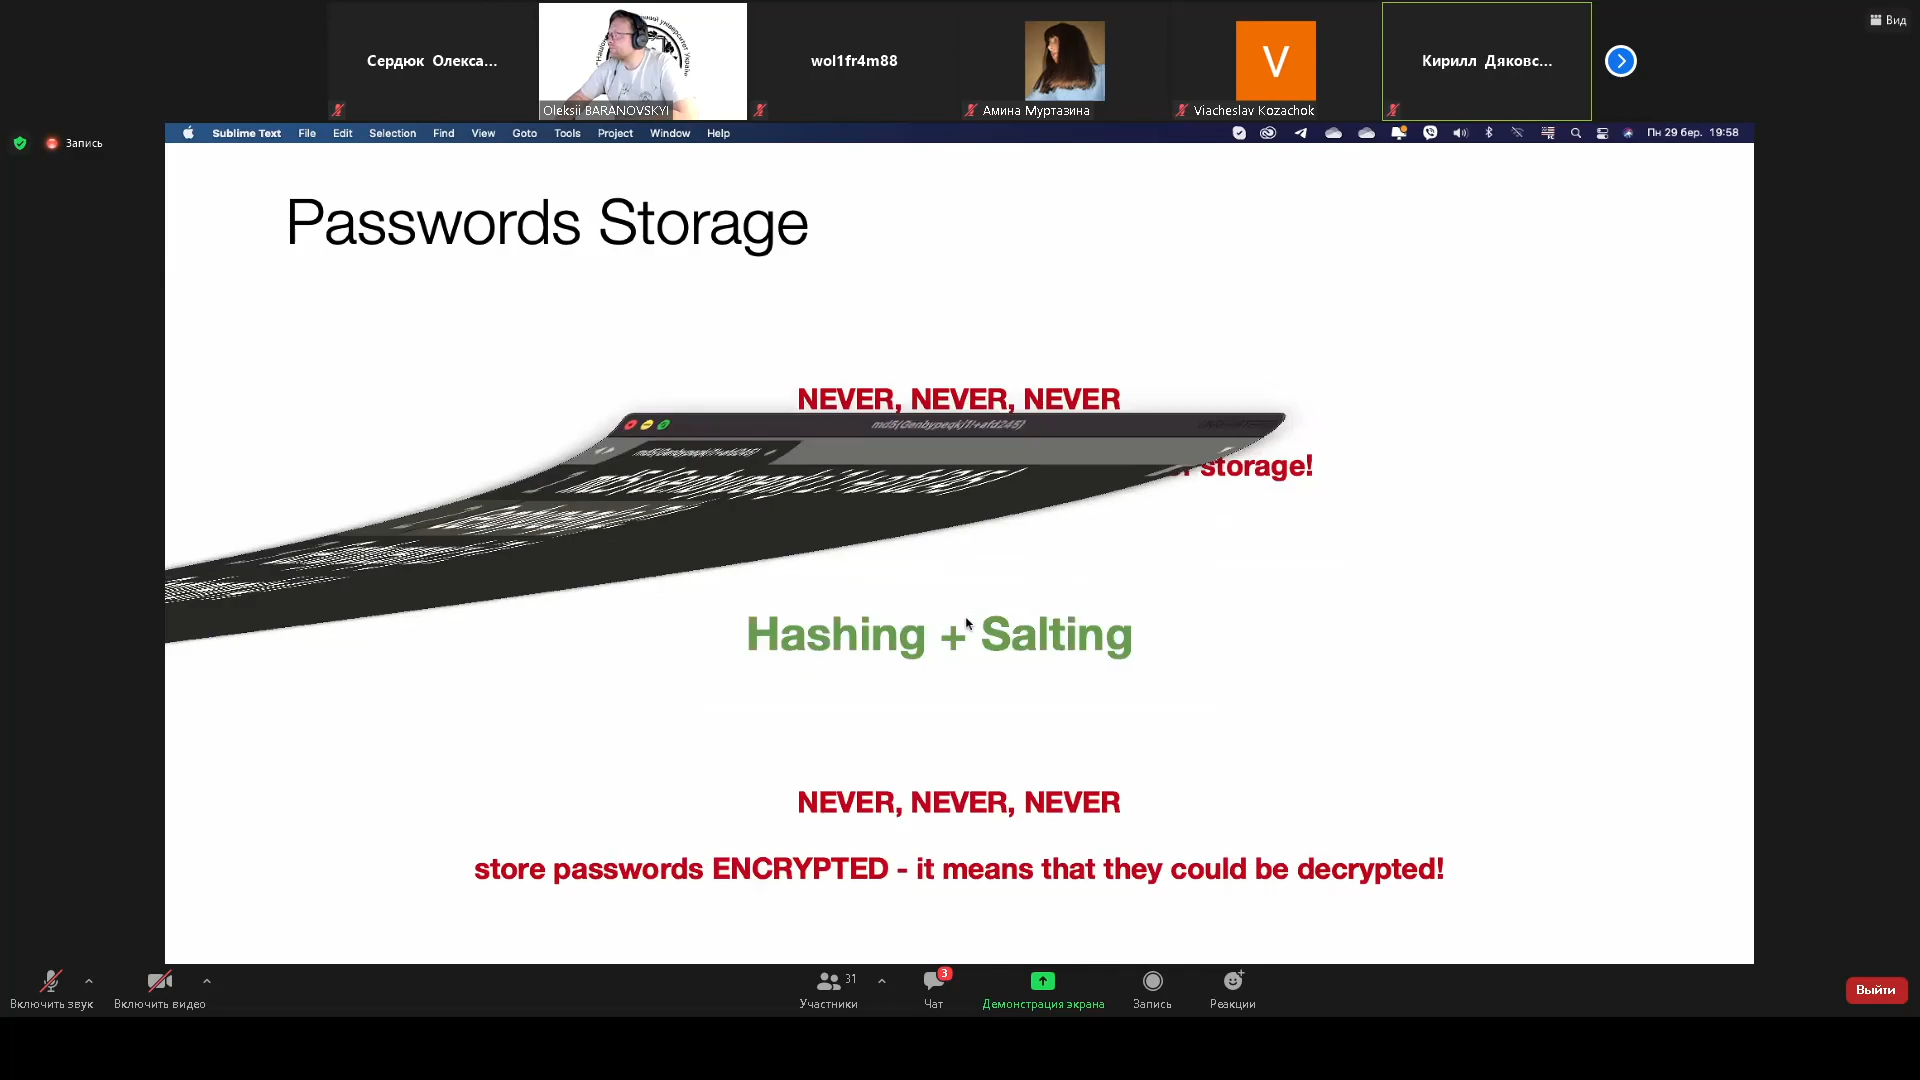 Вид
Сердюк Олекса...
Oleksii BARANOVSKYI
wol1fr4m88
Амина Муртазина
V
Viacheslav Kozachok
Кирилл Дяковс...
Запись
Sublime Text File Edit Selection Find View Goto Tools Project Window Help
Пн 29 бер. 19:58
Passwords Storage
NEVER, NEVER, NEVER
storage!
Hashing + Salting
NEVER, NEVER, NEVER
store passwords ENCRYPTED - it means that they could be decrypted!
31
3
Включить звук
Включить видео
Участники
Чат
Демонстрация экрана
Запись
Реакции
Выйти